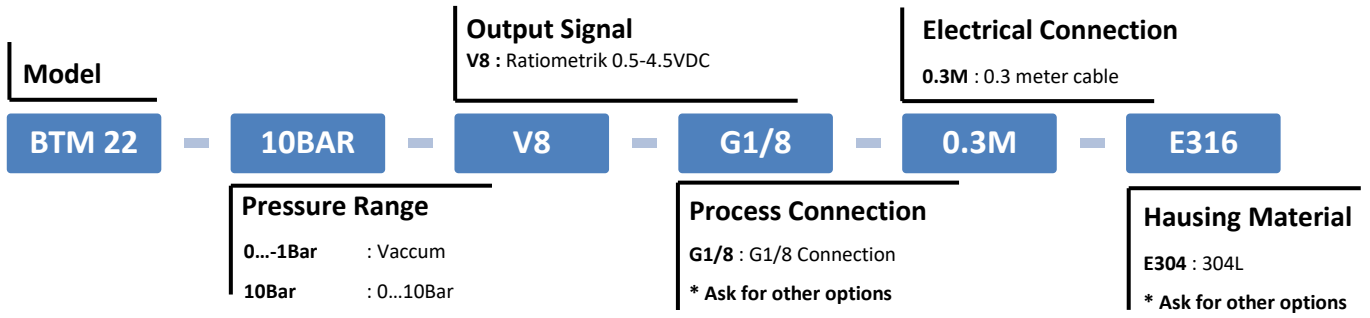 Output Signal
V8 : Ratiometrik 0.5-4.5VDC
Electrical Connection
0.3M : 0.3 meter cable
Model
BTM 22 - 10BAR - V8 - G1/8 - 0.3M - E316
Pressure Range
0...-1Bar : Vaccum
10Bar : 0...10Bar
Process Connection
G1/8 : G1/8 Connection
* Ask for other options
Hausing Material
E304 : 304L
* Ask for other options